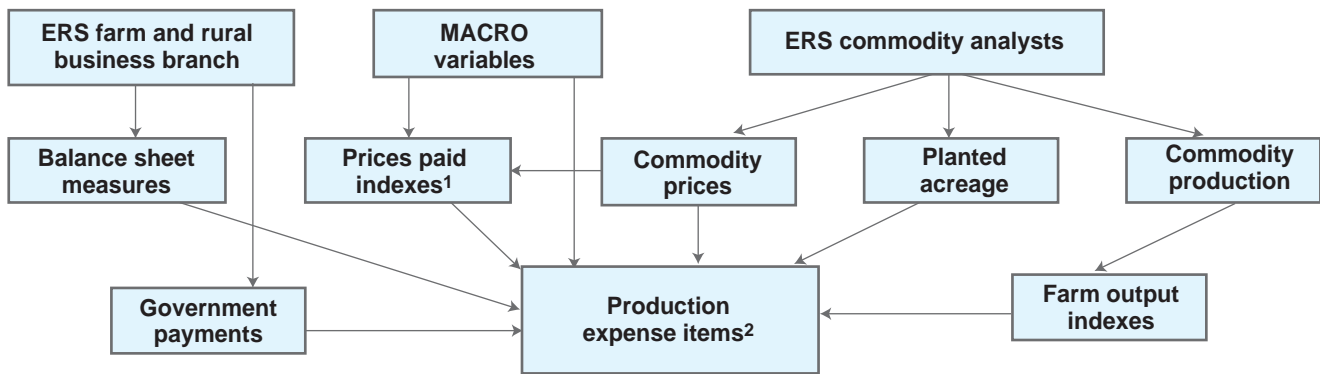 ERS farm and rural
business branch
MACRO
variables
ERS commodity analysts
Balance sheet
measures
Prices paid
indexes¹
Commodity
prices
Planted
acreage
Commodity
production
Government
payments
Production
expense items²
Farm output
indexes